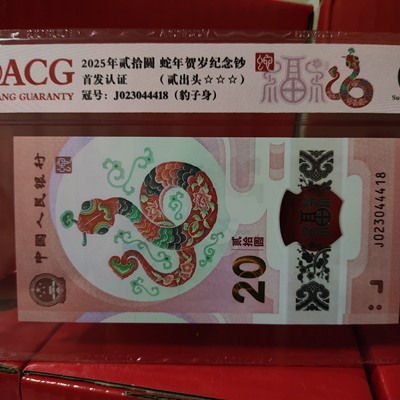 ACG
NG GUARANTY
2025年贰拾圆 蛇年贺岁纪念钞
首发认证 （贰出头☆☆☆）
冠号：J023044418（豹子身）
中国人民银行
贰拾圆
20
J023044418